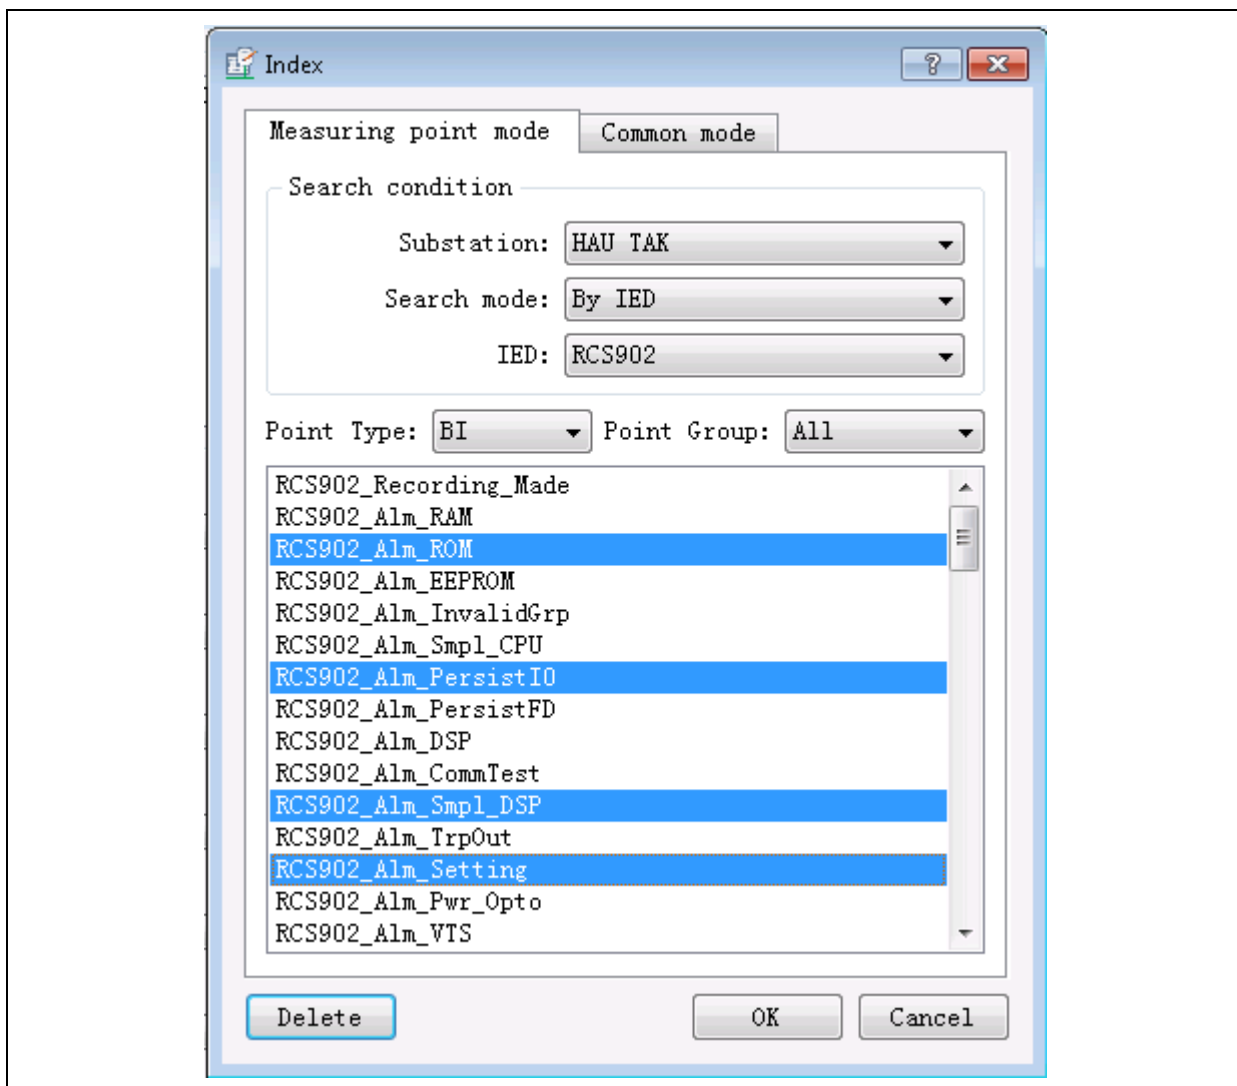 Index
Measuring point mode Common mode
Search condition
Substation: HAU TAK
Search mode: By IED
IED: RCS902
Point Type: BI Point Group: All
RCS902_Recording_Made
RCS902_Alm_RAM
RCS902_Alm_ROM
RCS902_Alm_EEPROM
RCS902_Alm_InvalidGrp
RCS902_Alm_Smpl_CPU
RCS902_Alm_PersistI0
RCS902_Alm_PersistFD
RCS902_Alm_DSP
RCS902_Alm_CommTest
RCS902_Alm_Smpl_DSP
RCS902_Alm_TrpOut
RCS902_Alm_Setting
RCS902_Alm_Pwr_Opto
RCS902_Alm_VTS
Delete OK Cancel